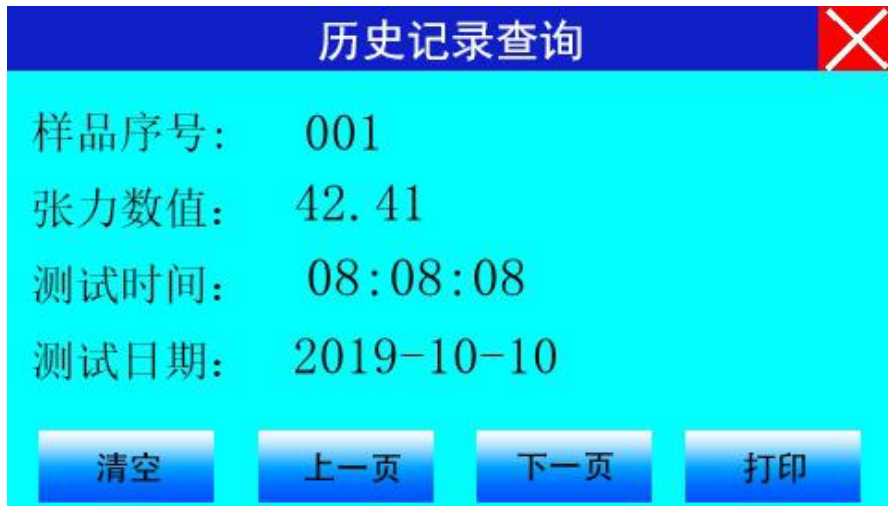 历史记录查询
样品序号: 001
张力数值: 42.41
测试时间: 08:08:08
测试日期: 2019-10-10
清空 上一页 下一页 打印